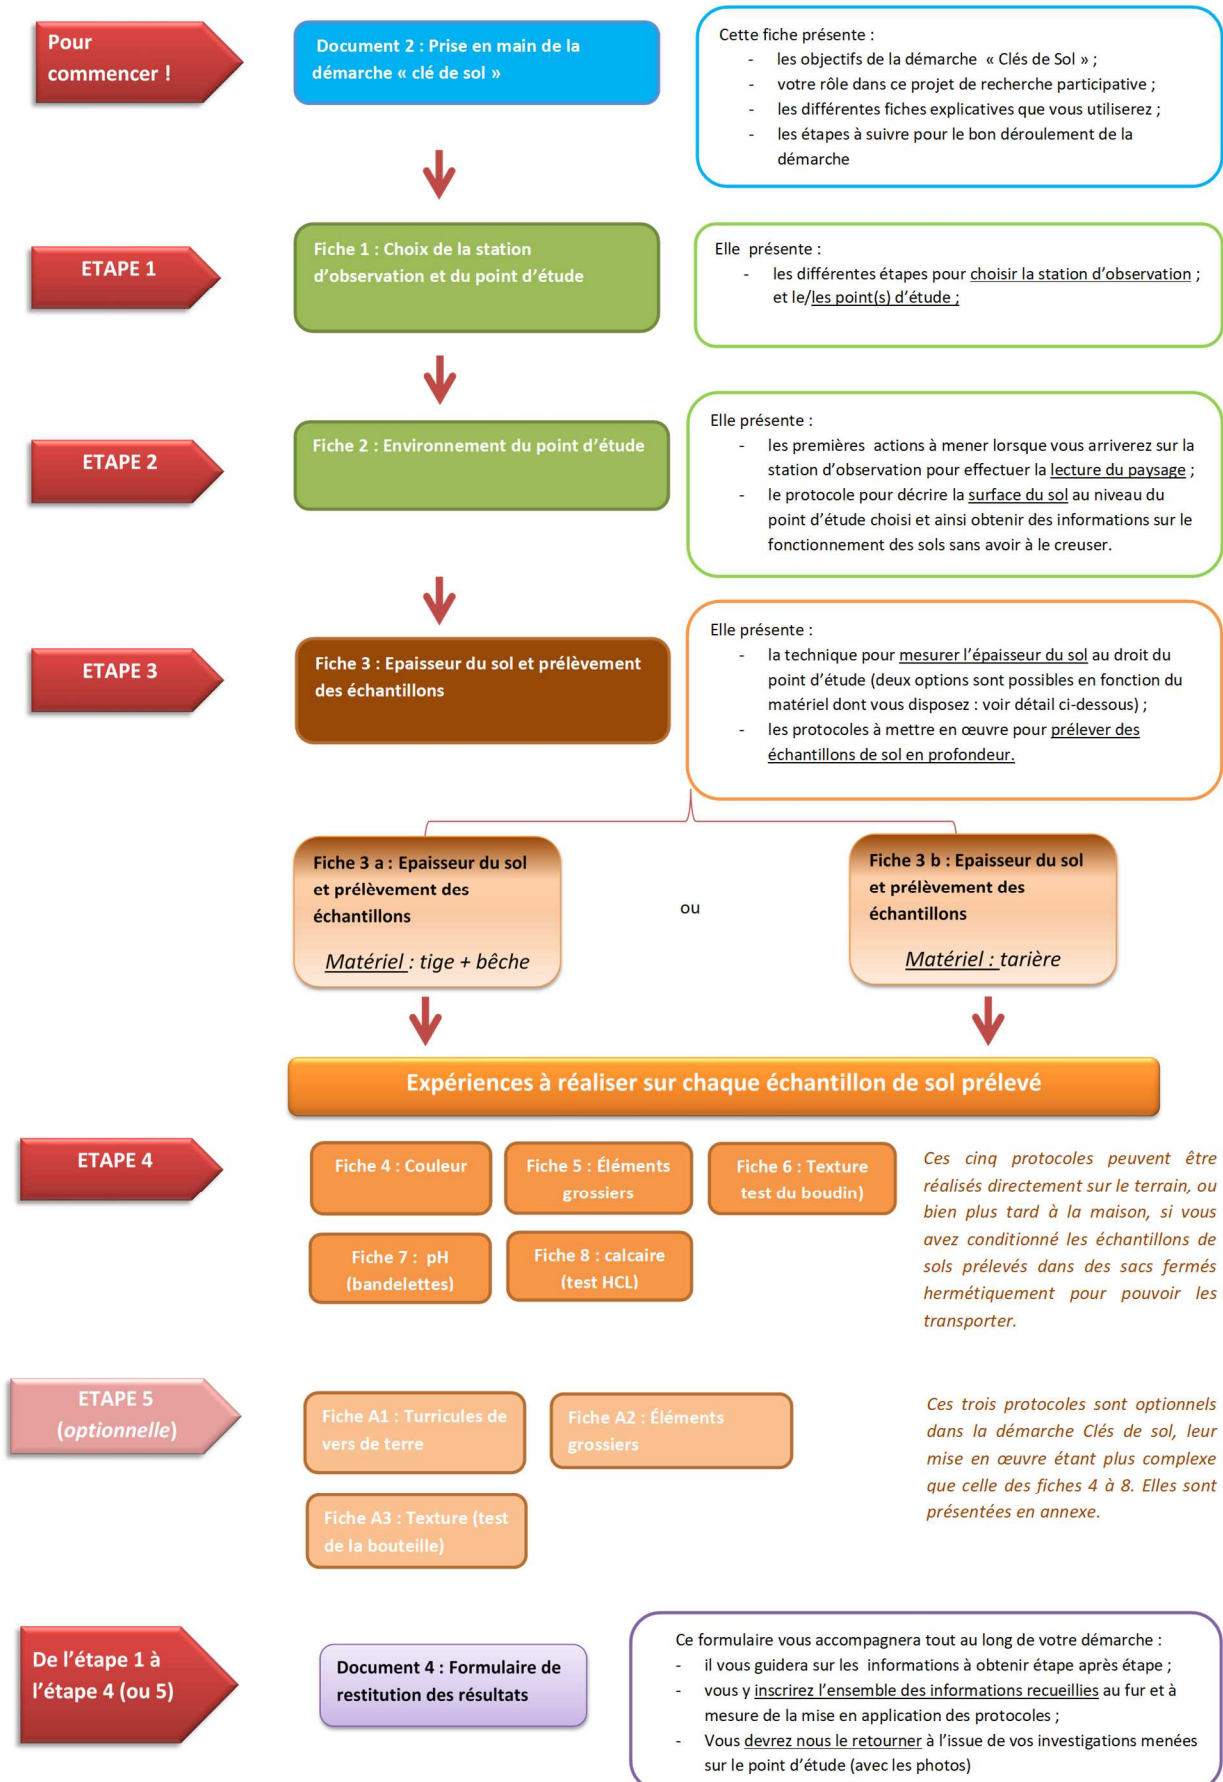 Pour
commencer !
Document 2 : Prise en main de la
démarche « clé de sol »
Cette fiche présente :
- les objectifs de la démarche « Clés de Sol » ;
- votre rôle dans ce projet de recherche participative ;
- les différentes fiches explicatives que vous utiliserez ;
- les étapes à suivre pour le bon déroulement de la
démarche
ETAPE 1
Fiche 1 : Choix de la station
d'observation et du point d'étude
Elle présente :
- les différentes étapes pour choisir la station d'observation ;
et le/les point(s) d'étude ;
ETAPE 2
Fiche 2 : Environnement du point d'étude
Elle présente :
- les premières actions à mener lorsque vous arriverez sur la
station d'observation pour effectuer la lecture du paysage ;
- le protocole pour décrire la surface du sol au niveau du
point d'étude choisi et ainsi obtenir des informations sur le
fonctionnement des sols sans avoir à le creuser.
ETAPE 3
Fiche 3 : Epaisseur du sol et prélèvement
des échantillons
Elle présente :
- la technique pour mesurer l'épaisseur du sol au droit du
point d'étude (deux options sont possibles en fonction du
matériel dont vous disposez : voir détail ci-dessous) ;
- les protocoles à mettre en œuvre pour prélever des
échantillons de sol en profondeur.
Fiche 3 a : Epaisseur du sol
et prélèvement des
échantillons
Matériel : tige + bêche
ou
Fiche 3 b : Epaisseur du sol
et prélèvement des
échantillons
Matériel : tarière
Expériences à réaliser sur chaque échantillon de sol prélevé
ETAPE 4
Fiche 4 : Couleur
Fiche 5 : Éléments
grossiers
Fiche 6 : Texture
test du boudin)
Fiche 7 : pH
(bandelettes)
Fiche 8 : calcaire
(test HCL)
Ces cinq protocoles peuvent être
réalisés directement sur le terrain, ou
bien plus tard à la maison, si vous
avez conditionné les échantillons de
sols prélevés dans des sacs fermés
hermétiquement pour pouvoir les
transporter.
ETAPE 5
(optionnelle)
Fiche A1 : Turricules de
vers de terre
Fiche A2 : Éléments
grossiers
Fiche A3 : Texture (test
de la bouteille)
Ces trois protocoles sont optionnels
dans la démarche Clés de sol, leur
mise en œuvre étant plus complexe
que celle des fiches 4 à 8. Elles sont
présentées en annexe.
De l'étape 1 à
l'étape 4 (ou 5)
Document 4 : Formulaire de
restitution des résultats
Ce formulaire vous accompagnera tout au long de votre démarche :
- il vous guidera sur les informations à obtenir étape après étape ;
- vous y inscrirez l'ensemble des informations recueillies au fur et à
mesure de la mise en application des protocoles ;
- Vous devrez nous le retourner à l'issue de vos investigations menées
sur le point d'étude (avec les photos)